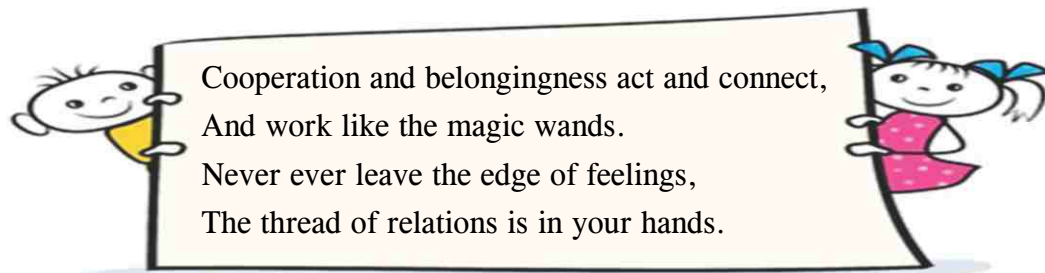 Cooperation and belongingness act and connect,
And work like the magic wands.
Never ever leave the edge of feelings,
The thread of relations is in your hands.